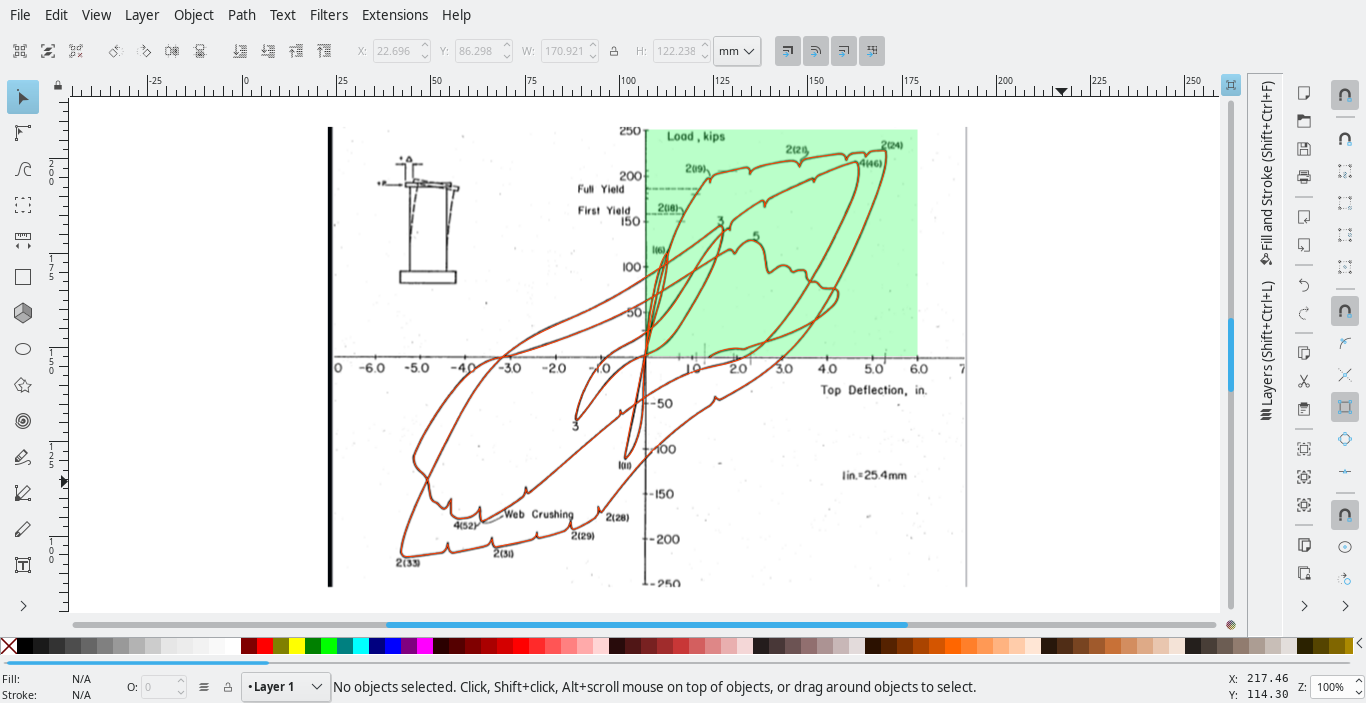 File Edit View Layer Object Path Text Filters Extensions Help
X: 22.696 Y: 86.298 W: 170.921 H: 122.238 mm
-25 0 25 50 75 100 125 150 175 200 225 250
200
175
150
125
100
250
Load, kips
2(21)
2(24)
4(46)
2(19)
200
Full Yield
First Yield
2(18)
150
3
5
1(6)
100
50
0 -6.0 -5.0 -4.0 -3.0 -2.0 -1.0 1.0 2.0 3.0 4.0 5.0 6.0 7
Top Deflection, in.
-50
3
-100
1in.=25.4mm
-150
Web Crushing
4(52)
2(28)
2(29)
-200
2(31)
2(33)
-250
Fill and Stroke (Shift+Ctrl+F)
Layers (Shift+Ctrl+L)
Fill: N/A
Stroke: N/A
O: 0
•Layer 1
No objects selected. Click, Shift+click, Alt+scroll mouse on top of objects, or drag around objects to select.
X: 217.46
Y: 114.30
Z: 100%